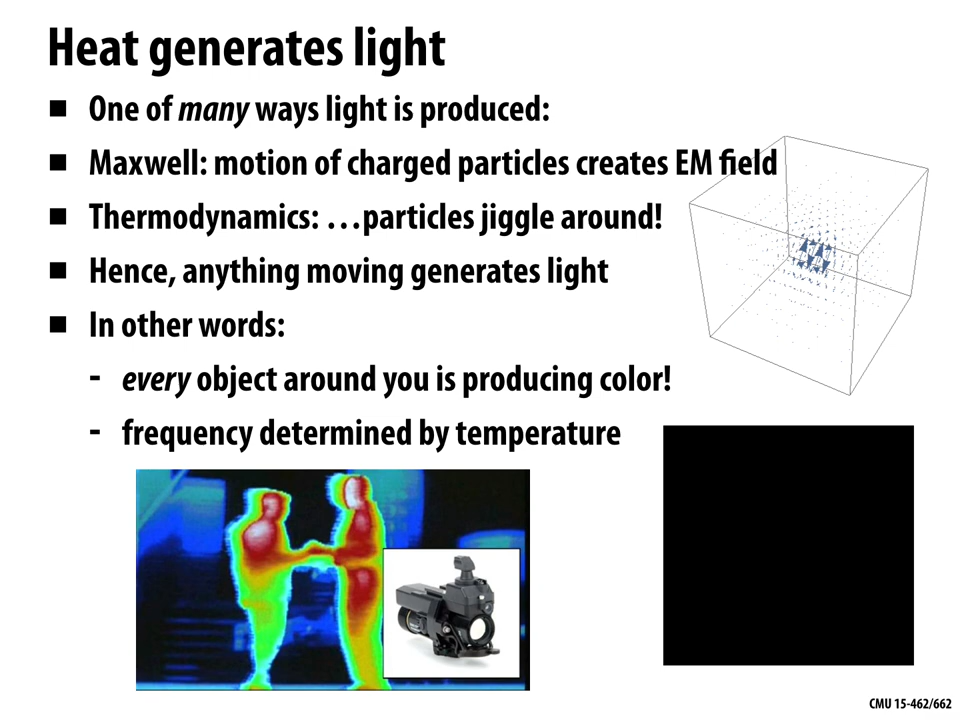 Heat generates light
■ One of many ways light is produced:
■ Maxwell: motion of charged particles creates EM field
■ Thermodynamics: …particles jiggle around!
■ Hence, anything moving generates light
■ In other words:
- every object around you is producing color!
- frequency determined by temperature
CMU 15-462/662